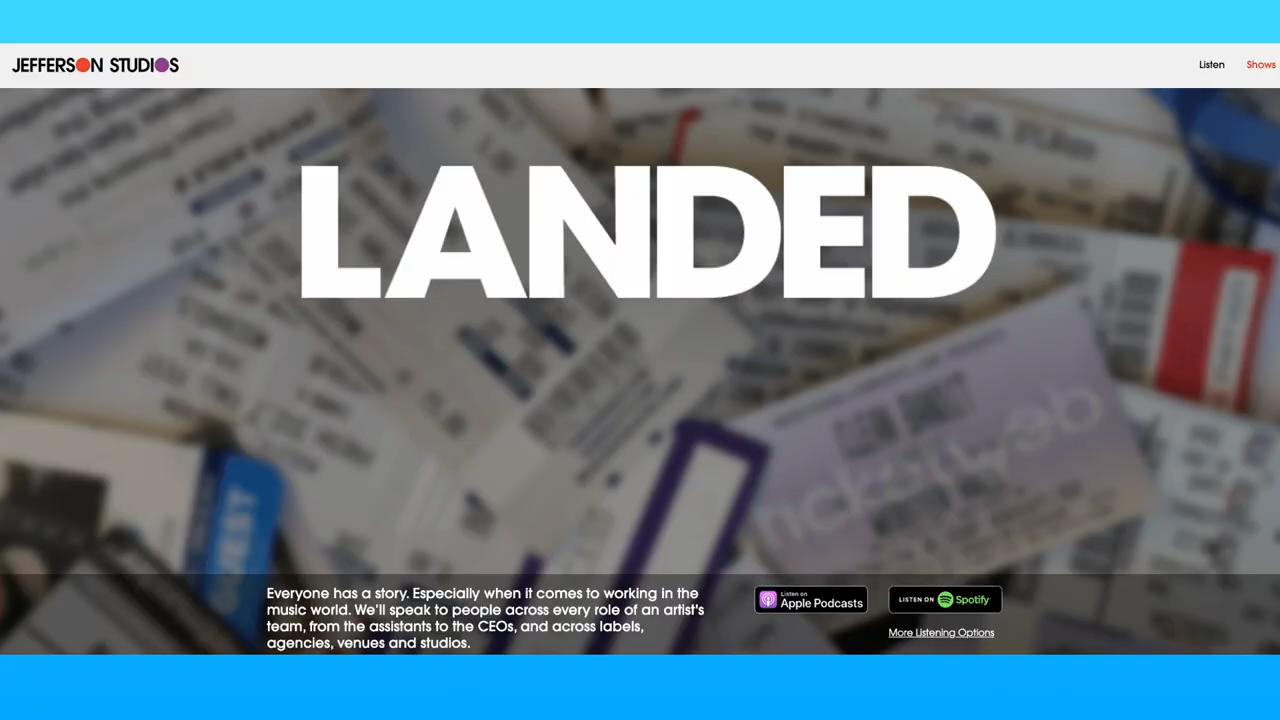 JEFFERSON STUDIOS
Listen
Shows
LANDED
GUEST
Everyone has a story. Especially when it comes to working in the
music world. We'll speak to people across every role of an artist's
team, from the assistants to the CEOs, and across labels,
agencies, venues and studios.
Listen on
Apple Podcasts
LISTEN ON Spotify
More Listening Options